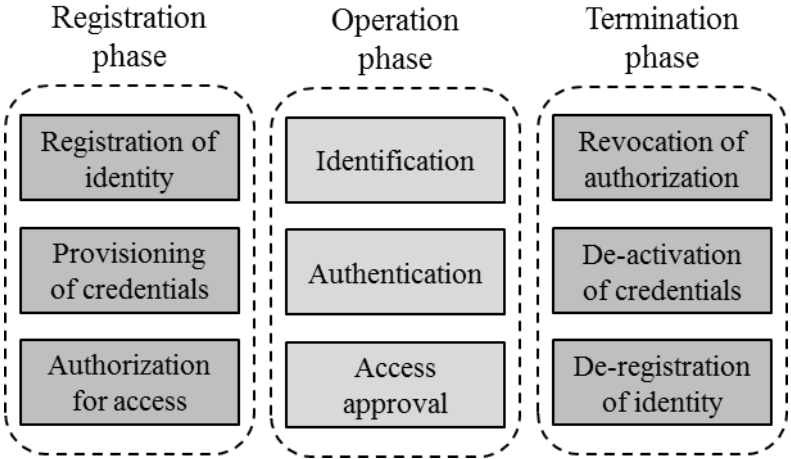 Registration
phase
Registration of
identity
Provisioning
of credentials
Authorization
for access
Operation
phase
Identification
Authentication
Access
approval
Termination
phase
Revocation of
authorization
De-activation
of credentials
De-registration
of identity